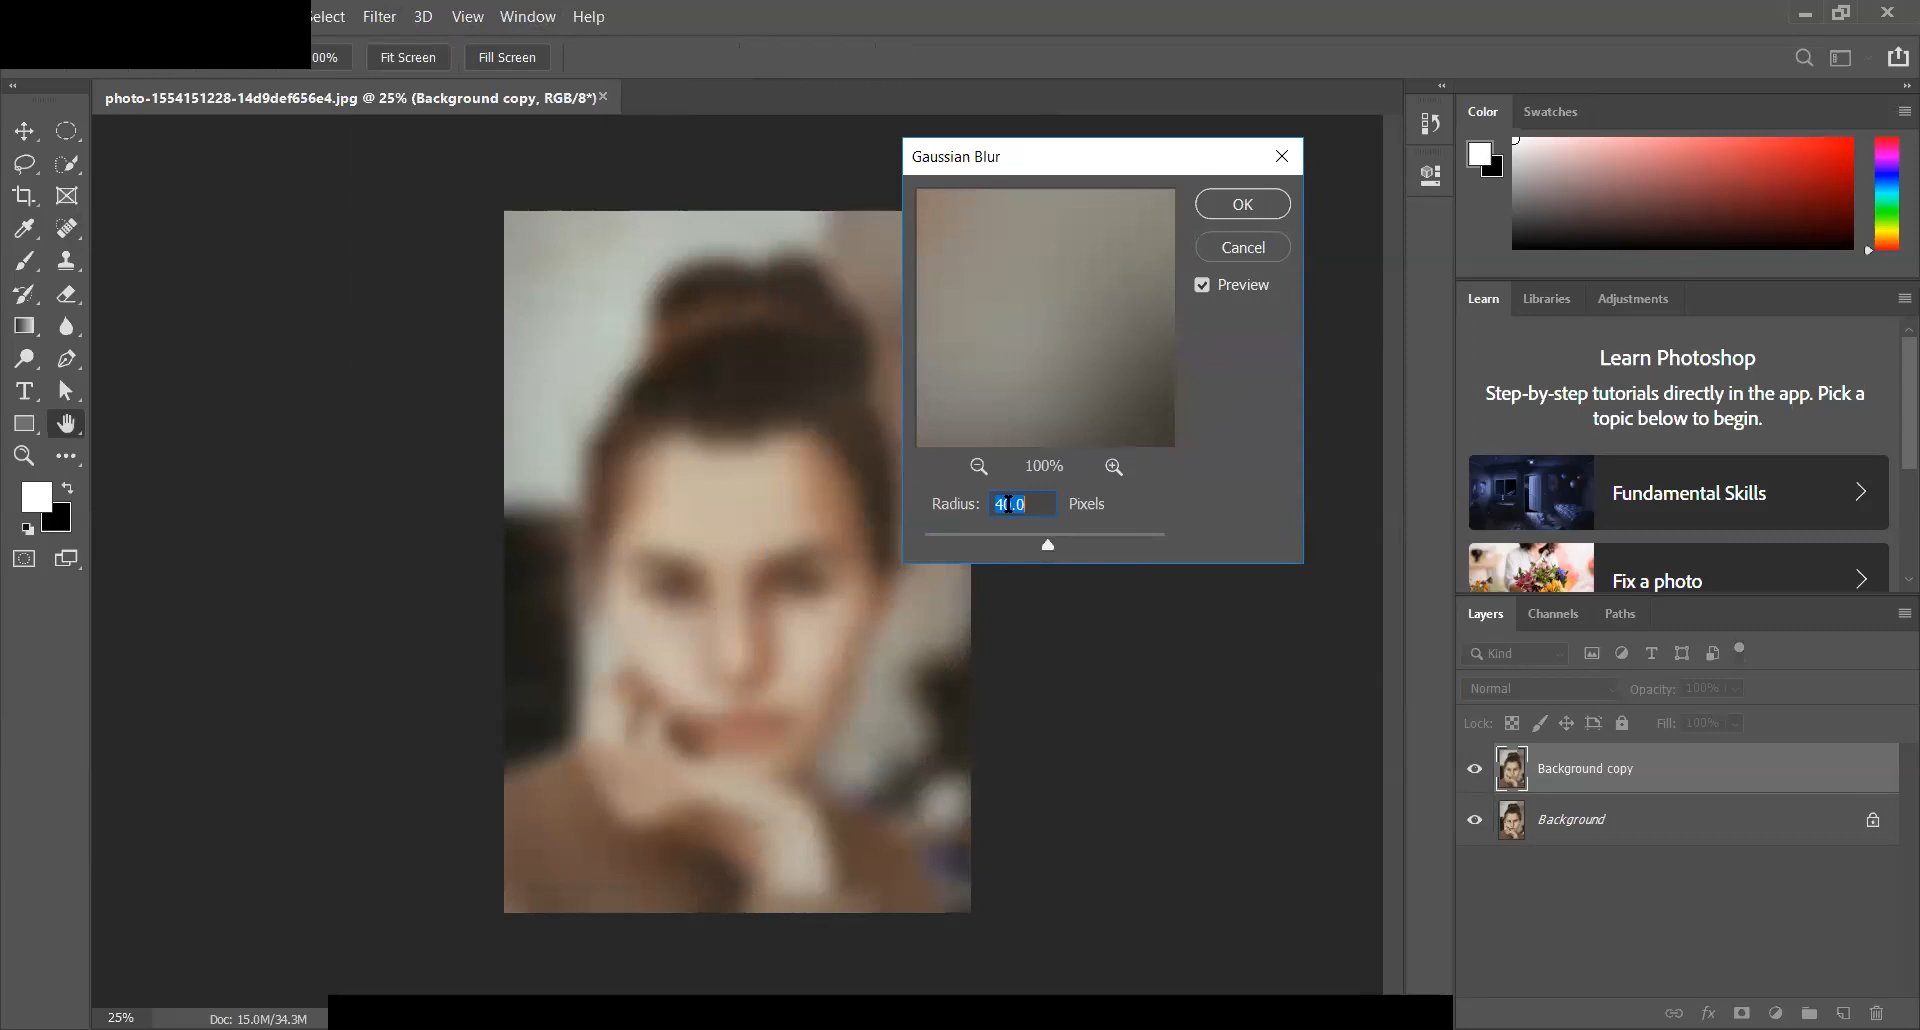 Select Filter 3D View Window Help
00% Fit Screen Fill Screen
photo-1554151228-14d9def656e4.jpg @ 25% (Background copy, RGB/8*)
Color Swatches
Gaussian Blur
OK
Cancel
Preview
100%
Radius: 40.0 Pixels
Learn Libraries Adjustments
Learn Photoshop
Step-by-step tutorials directly in the app. Pick a
topic below to begin.
Fundamental Skills
Fix a photo
Layers Channels Paths
Kind
Normal Opacity: 100%
Lock: Fill: 100%
Background copy
Background
25% Doc: 15.0M/34.3M